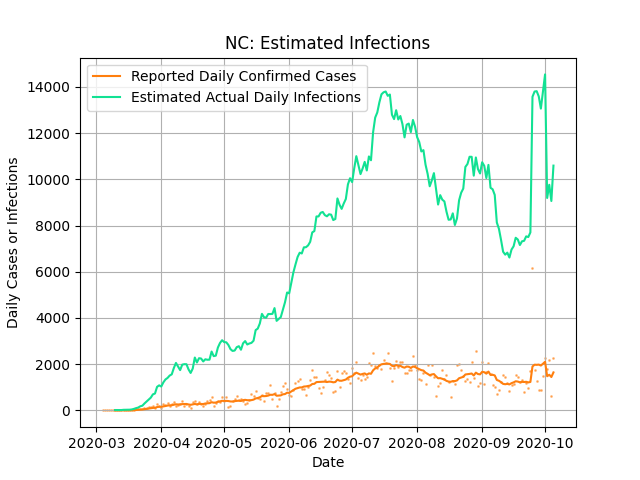 NC: Estimated Infections
Reported Daily Confirmed Cases
Estimated Actual Daily Infections
Daily Cases or Infections
14000
12000
10000
8000
6000
4000
2000
0
2020-03 2020-04 2020-05 2020-06 2020-07 2020-08 2020-09 2020-10
Date